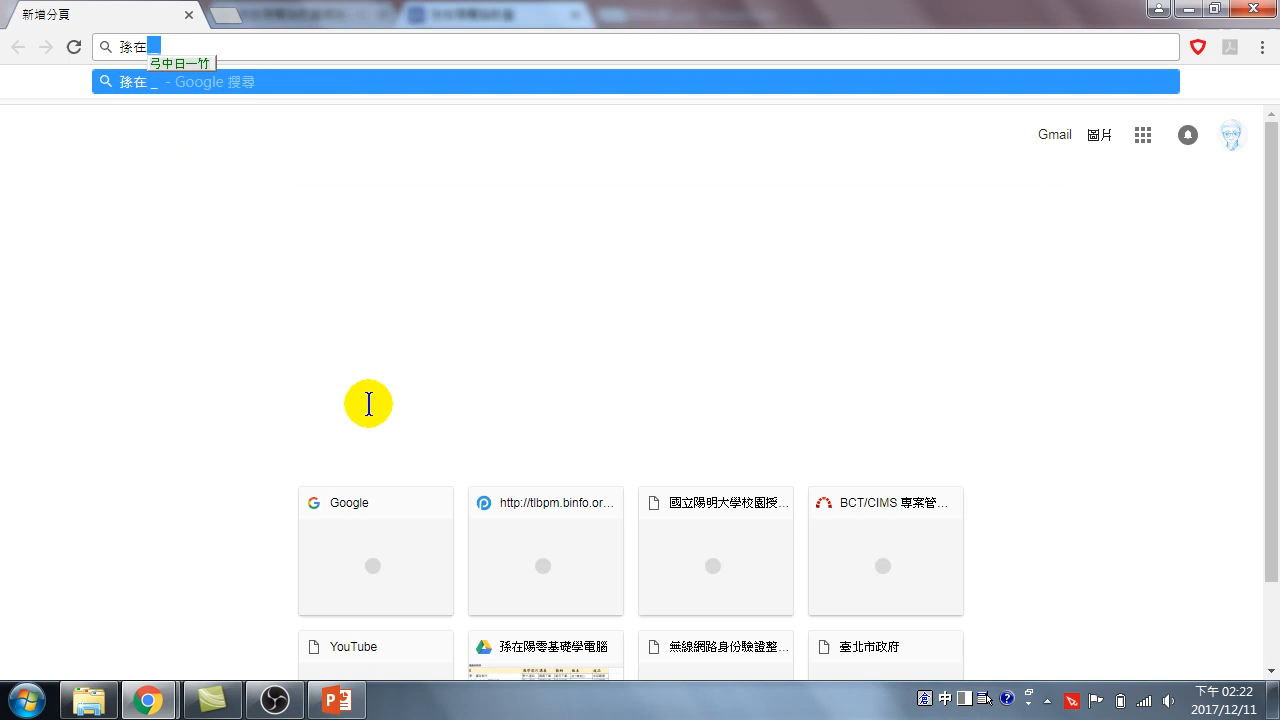 新增分頁
孫在
弓中日一竹
孫在 _ - Google 搜尋
Gmail 圖片
Google
http://tlbpm.binfo.or...
國立陽明大學校園授...
BCT/CIMS 專案管...
YouTube
孫在陽零基礎學電腦
無線網路身份驗證整...
臺北市政府
倉 中
下午 02:22
2017/12/11